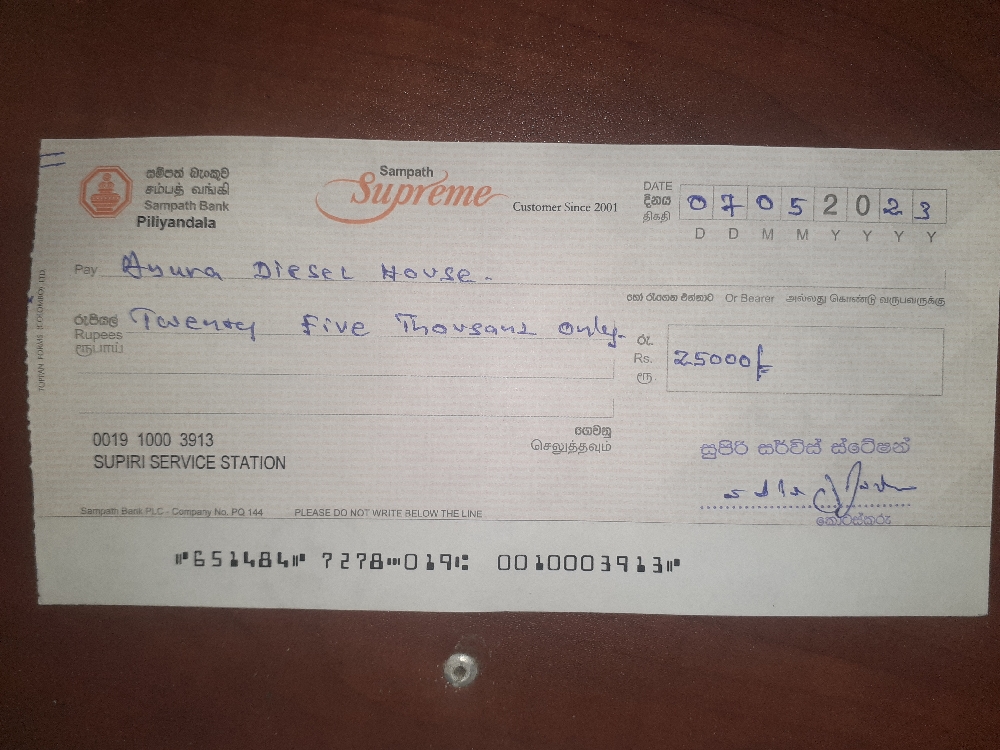 සම්පත් බැංකුව
சம்பத் வங்கி
Sampath Bank
Piliyandala
Sampath
Supreme
Customer Since 2001
DATE
දිනය
திகதி
07052023
D D M M Y Y Y Y
Pay Ayura Diesel House.
හෝ රැගෙන එන්නාට Or Bearer அல்லது கொண்டு வருபவருக்கு
රුපියල්
Rupees
ரூபாய்
Twenty Five Thousand only.
රු.
Rs.
ரூ.
25000/-
ගෙවනු
செலுத்தவும்
0019 1000 3913
SUPIRI SERVICE STATION
සුපිරි සර්විස් ස්ටේෂන්
Sampath Bank PLC - Company No. PQ 144
PLEASE DO NOT WRITE BELOW THE LINE
⑈651484⑈ 7278⑉019⑆ 0010003913⑈